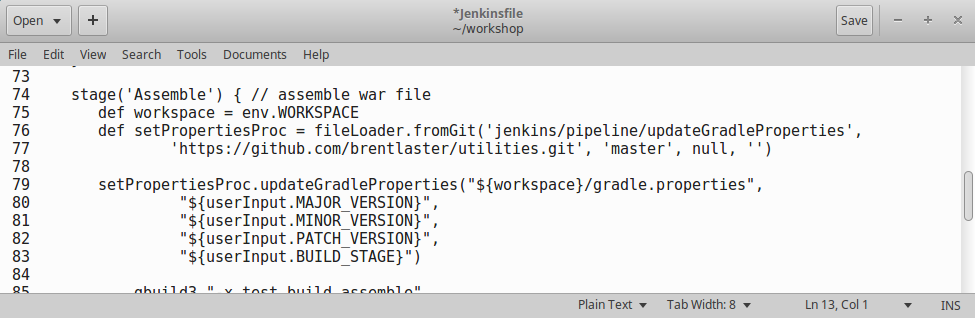 Open
+
*Jenkinsfile
~/workshop
Save
File Edit View Search Tools Documents Help
73
74 stage('Assemble') { // assemble war file
75 def workspace = env.WORKSPACE
76 def setPropertiesProc = fileLoader.fromGit('jenkins/pipeline/updateGradleProperties',
77 'https://github.com/brentlaster/utilities.git', 'master', null, '')
78
79 setPropertiesProc.updateGradleProperties("${workspace}/gradle.properties",
80 "${userInput.MAJOR_VERSION}",
81 "${userInput.MINOR_VERSION}",
82 "${userInput.PATCH_VERSION}",
83 "${userInput.BUILD_STAGE}")
84
85 gbuild3 "-x test build assemble"
Plain Text Tab Width: 8 Ln 13, Col 1 INS